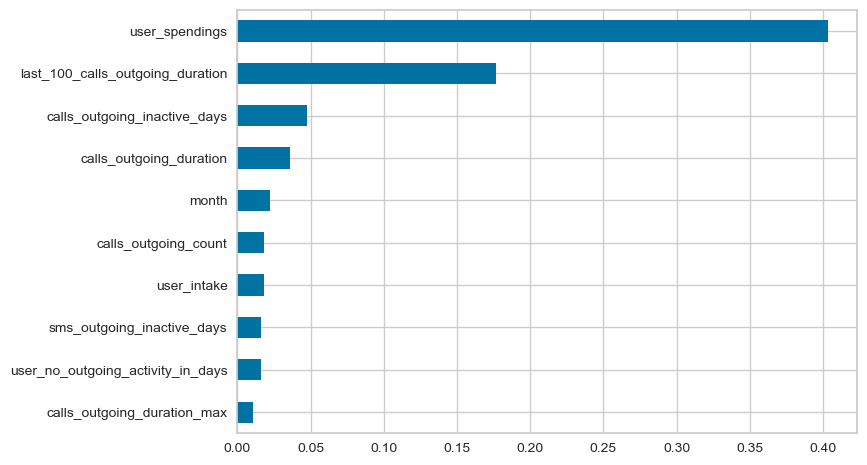 user_spendings
last_100_calls_outgoing_duration
calls_outgoing_inactive_days
calls_outgoing_duration
month
calls_outgoing_count
user_intake
sms_outgoing_inactive_days
user_no_outgoing_activity_in_days
calls_outgoing_duration_max
0.00 0.05 0.10 0.15 0.20 0.25 0.30 0.35 0.40